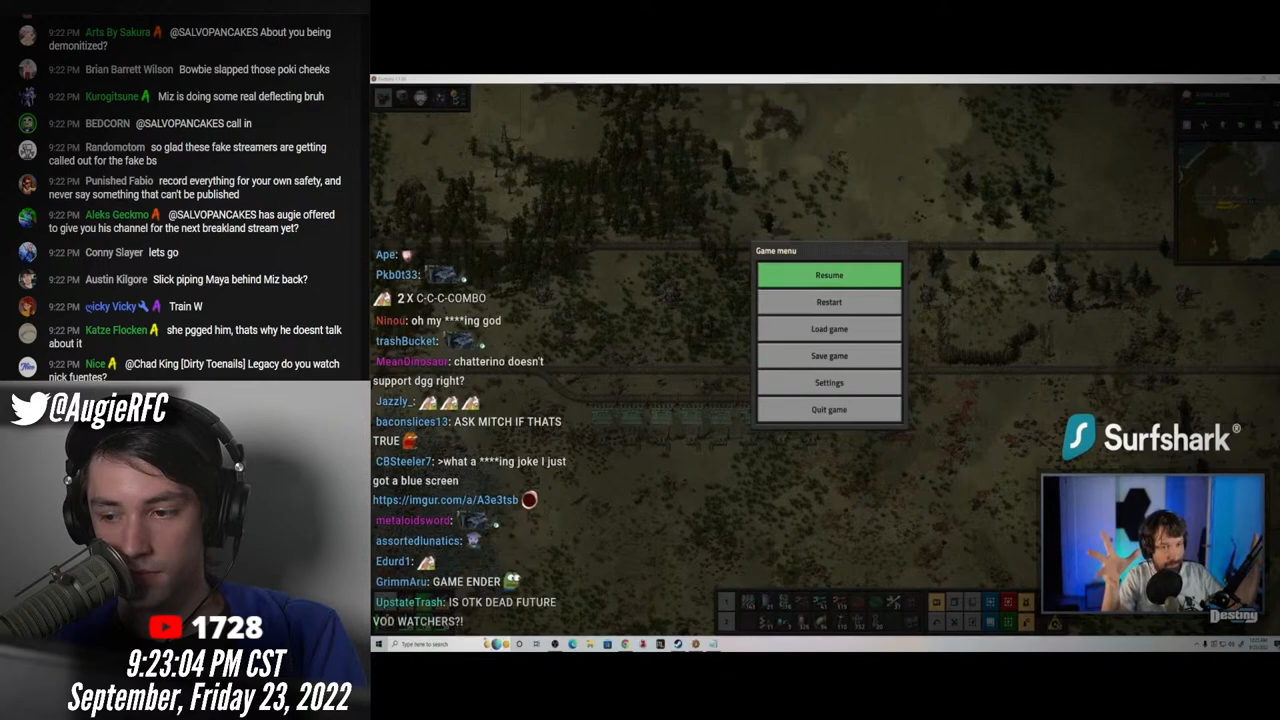 9:22 PM Arts By Sakura @SALVOPANCAKES About you being
demonitized?
9:22 PM Brian Barrett Wilson Bowbie slapped those poki cheeks
9:22 PM Kurogitsune Miz is doing some real deflecting bruh
9:22 PM BEDCORN @SALVOPANCAKES call in
9:22 PM Randomotom so glad these fake streamers are getting
called out for the fake bs
9:22 PM Punished Fabio record everything for your own safety, and
never say something that can't be published
9:22 PM Aleks Geckmo @SALVOPANCAKES has augie offered
to give you his channel for the next breakland stream yet?
9:22 PM Conny Slayer lets go
9:22 PM Austin Kilgore Slick piping Maya behind Miz back?
9:22 PM icky Vicky Train W
9:22 PM Katze Flocken she pgged him, thats why he doesnt talk
about it
9:22 PM Nice @Chad King [Dirty Toenails] Legacy do you watch
nick fuentes?
@AugieRFC
1728
9:23:04 PM CST
September, Friday 23, 2022
Ape:
Pkb0t33:
2 X C-C-C-COMBO
Ninou: oh my ****ing god
trashBucket:
MeanDinosaur: chatterino doesn't
support dgg right?
Jazzly_:
baconslices13: ASK MITCH IF THATS
TRUE
CBSteeler7: >what a ****ing joke I just
got a blue screen
https://imgur.com/a/A3e3tsb
metaloidsword:
assortedlunatics:
Edurd1:
GrimmAru: GAME ENDER
UpstateTrash: IS OTK DEAD FUTURE
VOD WATCHERS?!
Game menu
Resume
Restart
Load game
Save game
Settings
Quit game
Surfshark®
Destiny
Type here to search